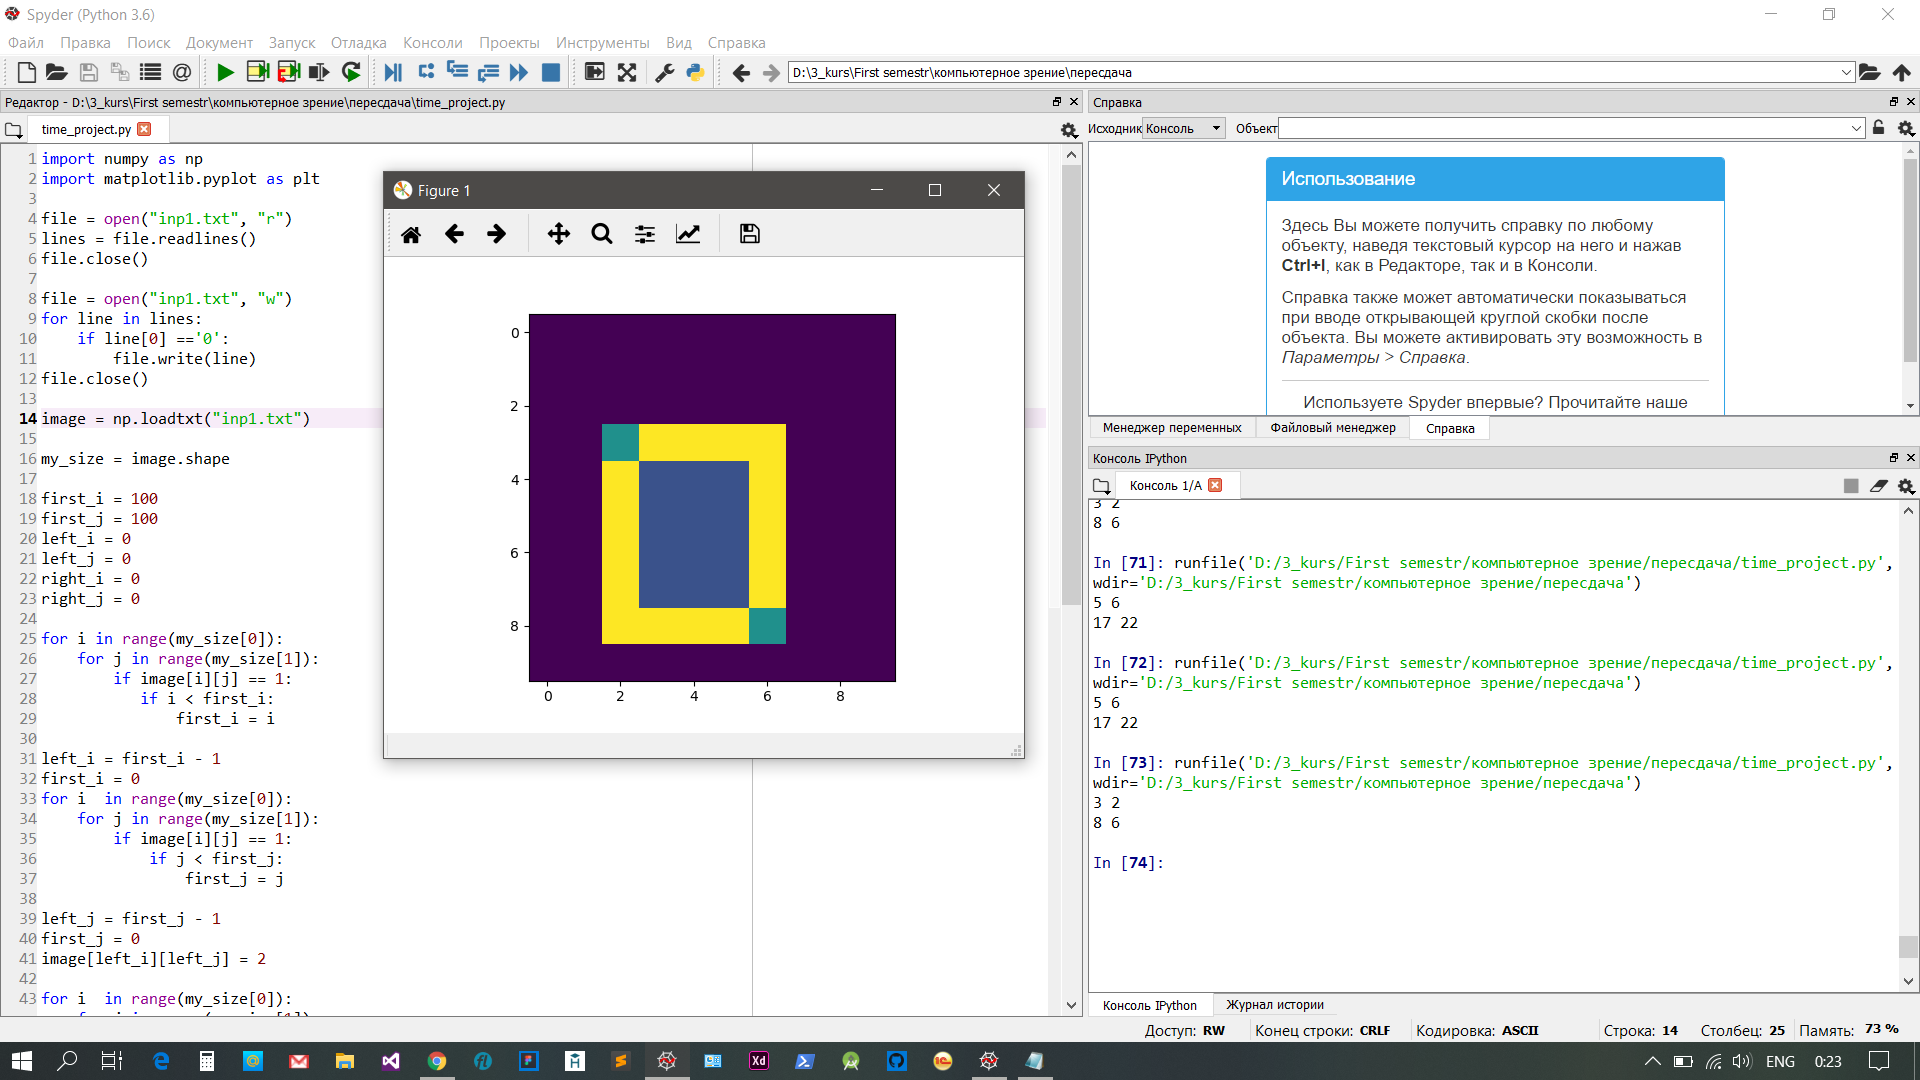 Spyder (Python 3.6)
Файл Правка Поиск Документ Запуск Отладка Консоли Проекты Инструменты Вид Справка
D:\3_kurs\First semestr\компьютерное зрение\пересдача
Редактор - D:\3_kurs\First semestr\компьютерное зрение\пересдача\time_project.py
time_project.py
1 import numpy as np
2 import matplotlib.pyplot as plt
3
4 file = open("inp1.txt", "r")
5 lines = file.readlines()
6 file.close()
7
8 file = open("inp1.txt", "w")
9 for line in lines:
10     if line[0] =='0':
11         file.write(line)
12 file.close()
13
14 image = np.loadtxt("inp1.txt")
15
16 my_size = image.shape
17
18 first_i = 100
19 first_j = 100
20 left_i = 0
21 left_j = 0
22 right_i = 0
23 right_j = 0
24
25 for i in range(my_size[0]):
26     for j in range(my_size[1]):
27         if image[i][j] == 1:
28            if i < first_i:
29                first_i = i
30
31 left_i = first_i - 1
32 first_i = 0
33 for i  in range(my_size[0]):
34     for j in range(my_size[1]):
35         if image[i][j] == 1:
36             if j < first_j:
37                 first_j = j
38
39 left_j = first_j - 1
40 first_j = 0
41 image[left_i][left_j] = 2
42
43 for i  in range(my_size[0]):
Figure 1
0
2
4
6
8
0 2 4 6 8
Справка
Исходник Консоль Объект
Использование
Здесь Вы можете получить справку по любому
объекту, наведя текстовый курсор на него и нажав
Ctrl+I, как в Редакторе, так и в Консоли.
Справка также может автоматически показываться
при вводе открывающей круглой скобки после
объекта. Вы можете активировать эту возможность в
Параметры > Справка.
Используете Spyder впервые? Прочитайте наше
Менеджер переменных Файловый менеджер Справка
Консоль IPython
Консоль 1/A
3 2
8 6
In [71]: runfile('D:/3_kurs/First semestr/компьютерное зрение/пересдача/time_project.py',
wdir='D:/3_kurs/First semestr/компьютерное зрение/пересдача')
5 6
17 22
In [72]: runfile('D:/3_kurs/First semestr/компьютерное зрение/пересдача/time_project.py',
wdir='D:/3_kurs/First semestr/компьютерное зрение/пересдача')
5 6
17 22
In [73]: runfile('D:/3_kurs/First semestr/компьютерное зрение/пересдача/time_project.py',
wdir='D:/3_kurs/First semestr/компьютерное зрение/пересдача')
3 2
8 6
In [74]:
Консоль IPython Журнал истории
Доступ: RW Конец строки: CRLF Кодировка: ASCII Строка: 14 Столбец: 25 Память: 73 %
Xd
ENG 0:23